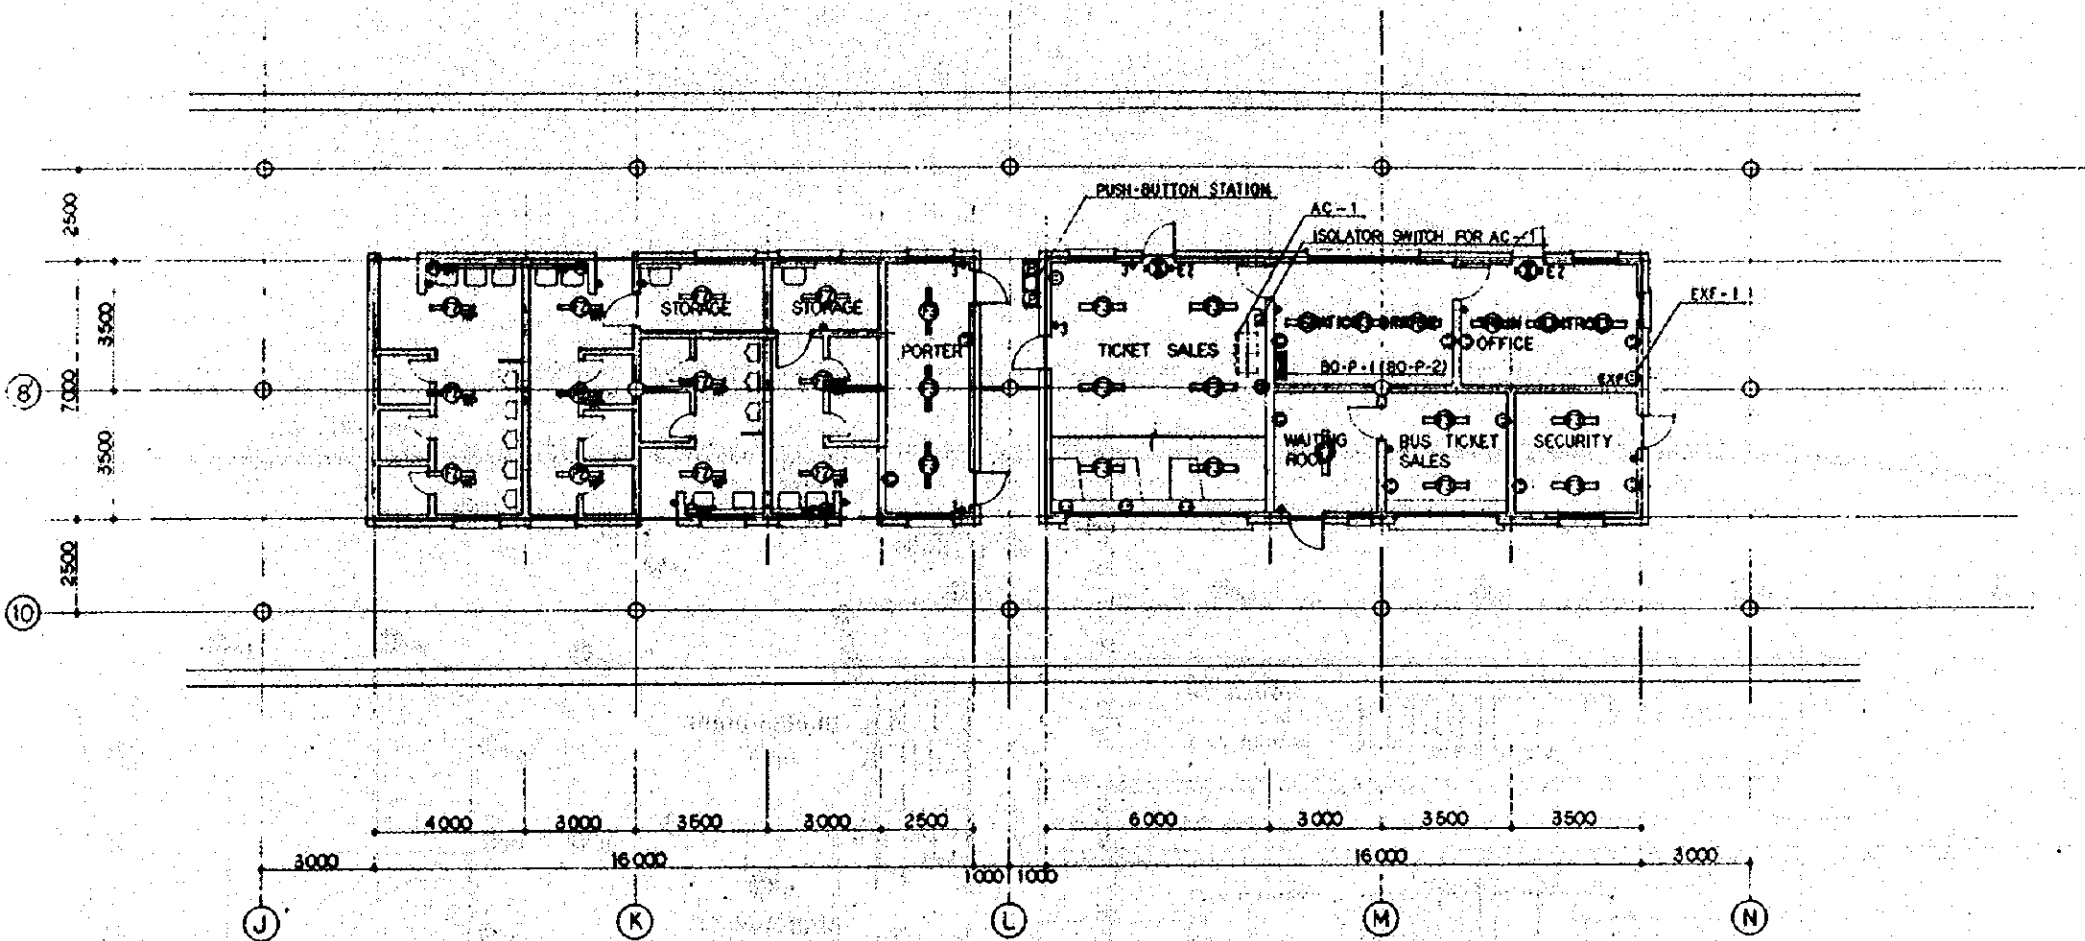 PUSH-BUTTON STATION
AC-1
ISOLATOR SWITCH FOR AC-1
EXF-1
2500
3500
7000
3500
2500
8
10
STORAGE
STORAGE
PORTER
TICKET SALES
OFFICE
BO-P-1 (BO-P-2)
EXF
WAITING
ROOM
BUS TICKET
SALES
SECURITY
4000
3000
3500
3000
2500
6000
3000
3500
3500
3000
16000
1000
1000
16000
3000
J
K
L
M
N